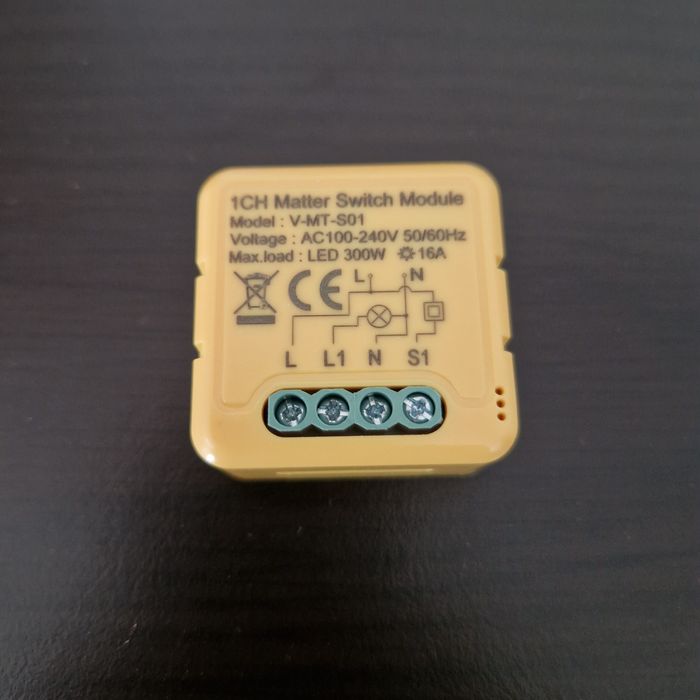 1CH Matter Switch Module
Model : V-MT-S01
Voltage : AC100-240V 50/60Hz
Max.load : LED 300W 16A
CE L N
L L1 N S1